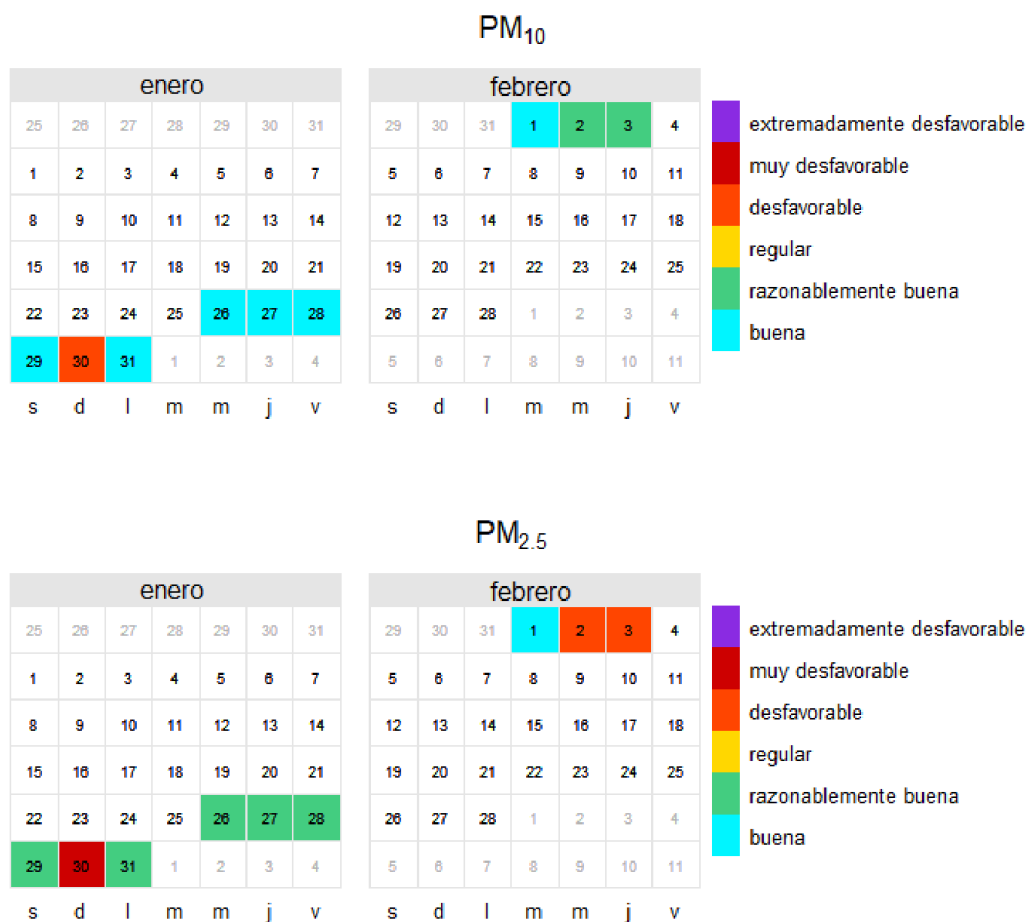 PM10
enero febrero
25 26 27 28 29 30 31 29 30 31 1 2 3 4 extremadamente desfavorable
muy desfavorable
1 2 3 4 5 6 7 5 6 7 8 9 10 11
8 9 10 11 12 13 14 12 13 14 15 16 17 18 desfavorable
regular
15 16 17 18 19 20 21 19 20 21 22 23 24 25
razonablemente buena
22 23 24 25 26 27 28 26 27 28 1 2 3 4
buena
29 30 31 1 2 3 4 5 6 7 8 9 10 11
s d l m m j v s d l m m j v
PM2.5
enero febrero
25 26 27 28 29 30 31 29 30 31 1 2 3 4 extremadamente desfavorable
muy desfavorable
1 2 3 4 5 6 7 5 6 7 8 9 10 11
8 9 10 11 12 13 14 12 13 14 15 16 17 18 desfavorable
regular
15 16 17 18 19 20 21 19 20 21 22 23 24 25
razonablemente buena
22 23 24 25 26 27 28 26 27 28 1 2 3 4
buena
29 30 31 1 2 3 4 5 6 7 8 9 10 11
s d l m m j v s d l m m j v